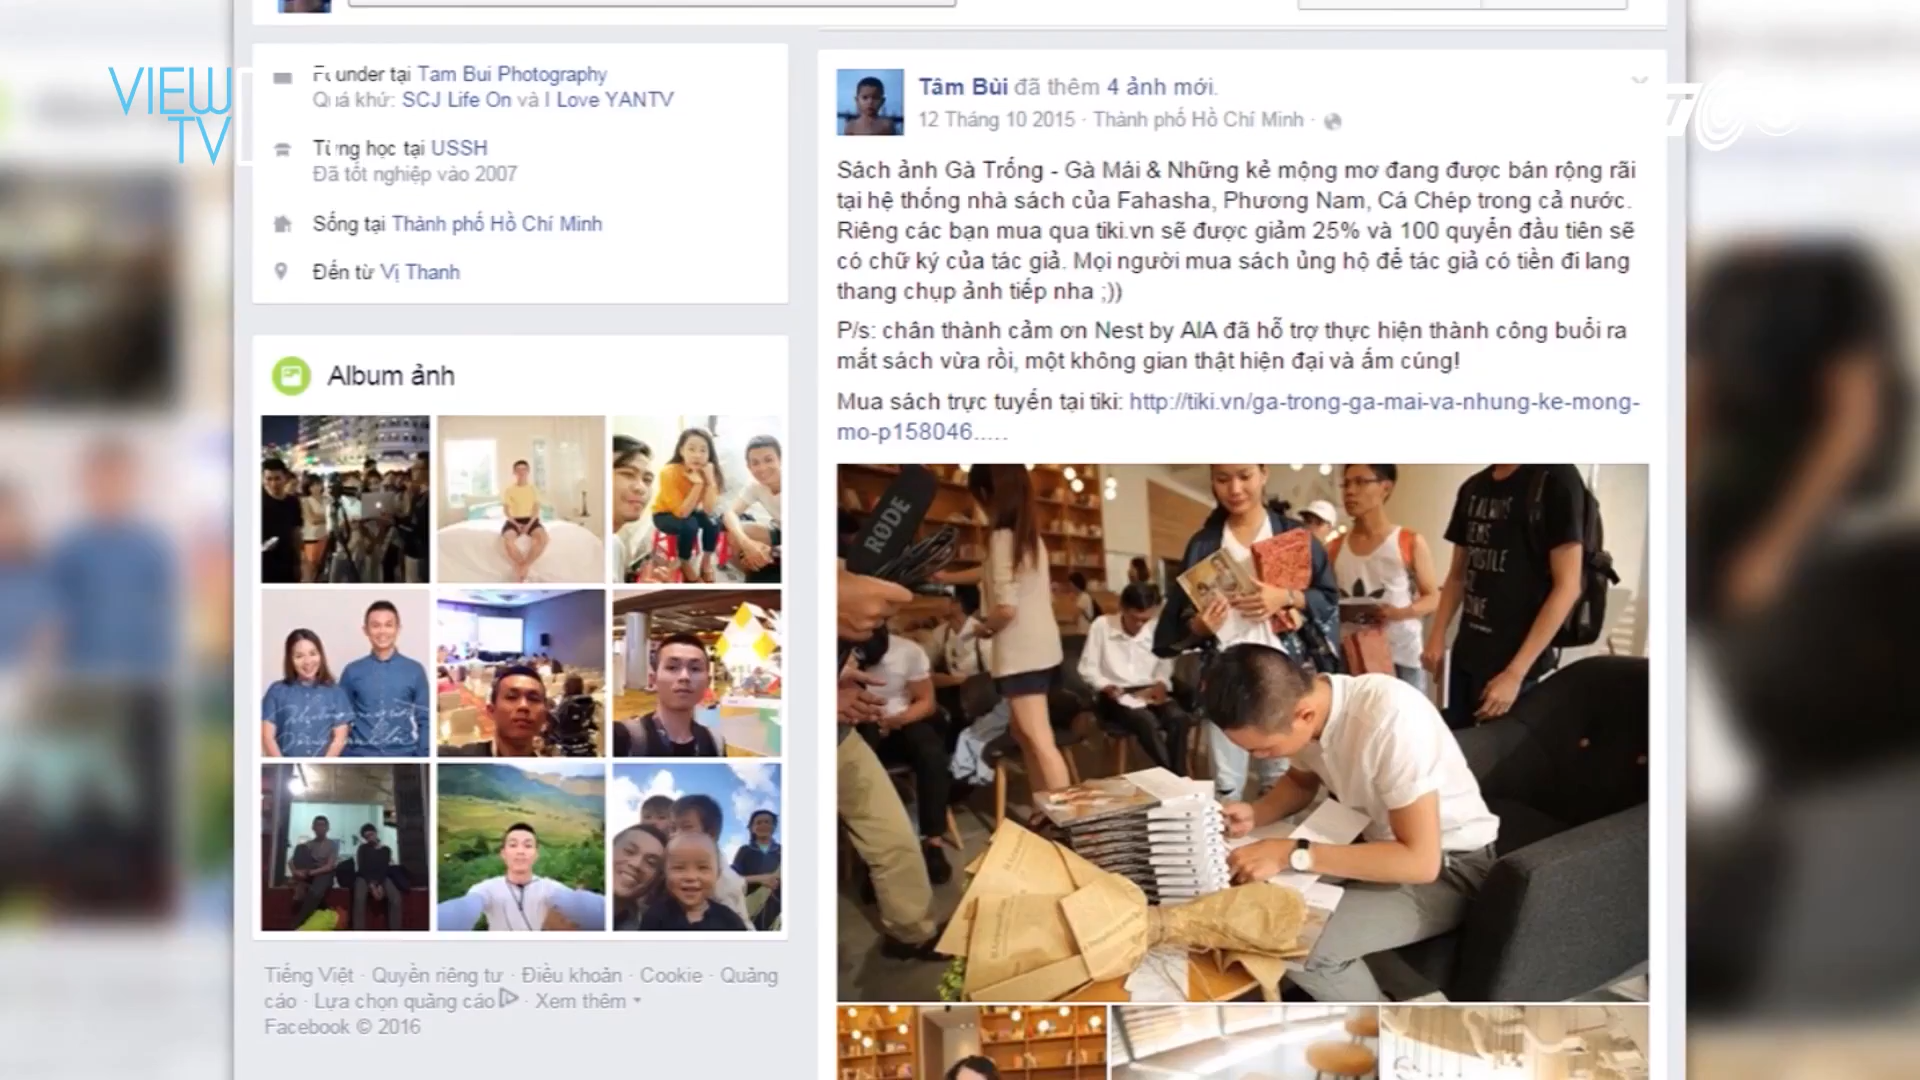 VIEW
TV
Founder tại Tam Bui Photography
Quá khứ: SCJ Life On và I Love YANTV
Từng học tại USSH
Đã tốt nghiệp vào 2007
Sống tại Thành phố Hồ Chí Minh
Đến từ Vị Thanh
Album ảnh
Tiếng Việt · Quyền riêng tư · Điều khoản · Cookie · Quảng
cáo · Lựa chọn quảng cáo · Xem thêm
Facebook © 2016
Tâm Bùi đã thêm 4 ảnh mới.
12 Tháng 10 2015 · Thành phố Hồ Chí Minh ·
Sách ảnh Gà Trống - Gà Mái & Những kẻ mộng mơ đang được bán rộng rãi
tại hệ thống nhà sách của Fahasha, Phương Nam, Cá Chép trong cả nước.
Riêng các bạn mua qua tiki.vn sẽ được giảm 25% và 100 quyển đầu tiên sẽ
có chữ ký của tác giả. Mọi người mua sách ủng hộ để tác giả có tiền đi lang
thang chụp ảnh tiếp nha ;))
P/s: chân thành cảm ơn Nest by AIA đã hỗ trợ thực hiện thành công buổi ra
mắt sách vừa rồi, một không gian thật hiện đại và ấm cúng!
Mua sách trực tuyến tại tiki: http://tiki.vn/ga-trong-ga-mai-va-nhung-ke-mong-
mo-p158046.....
RØDE